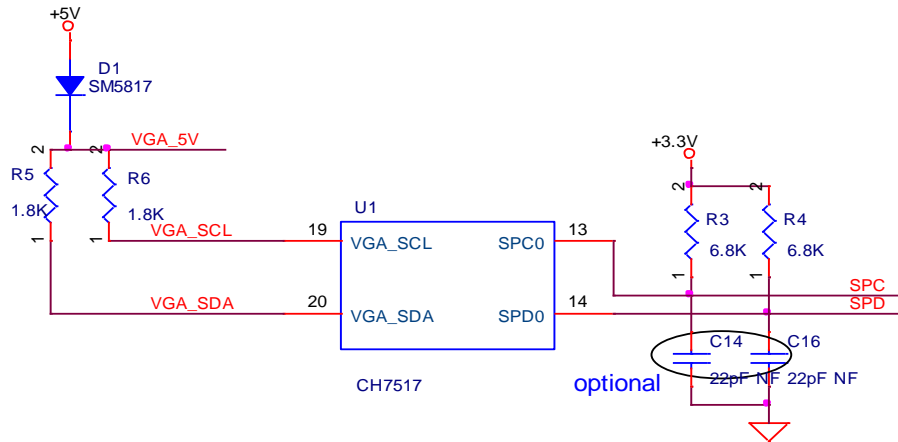 +5V
D1
SM5817
2
2
VGA_5V
R5
R6
1.8K
1.8K
1
1
VGA_SCL
VGA_SDA
U1
19
VGA_SCL
SPC0
13
20
VGA_SDA
SPD0
14
CH7517
+3.3V
2
2
R3
R4
6.8K
6.8K
1
1
SPC
SPD
C14
C16
22pF NF
22pF NF
optional